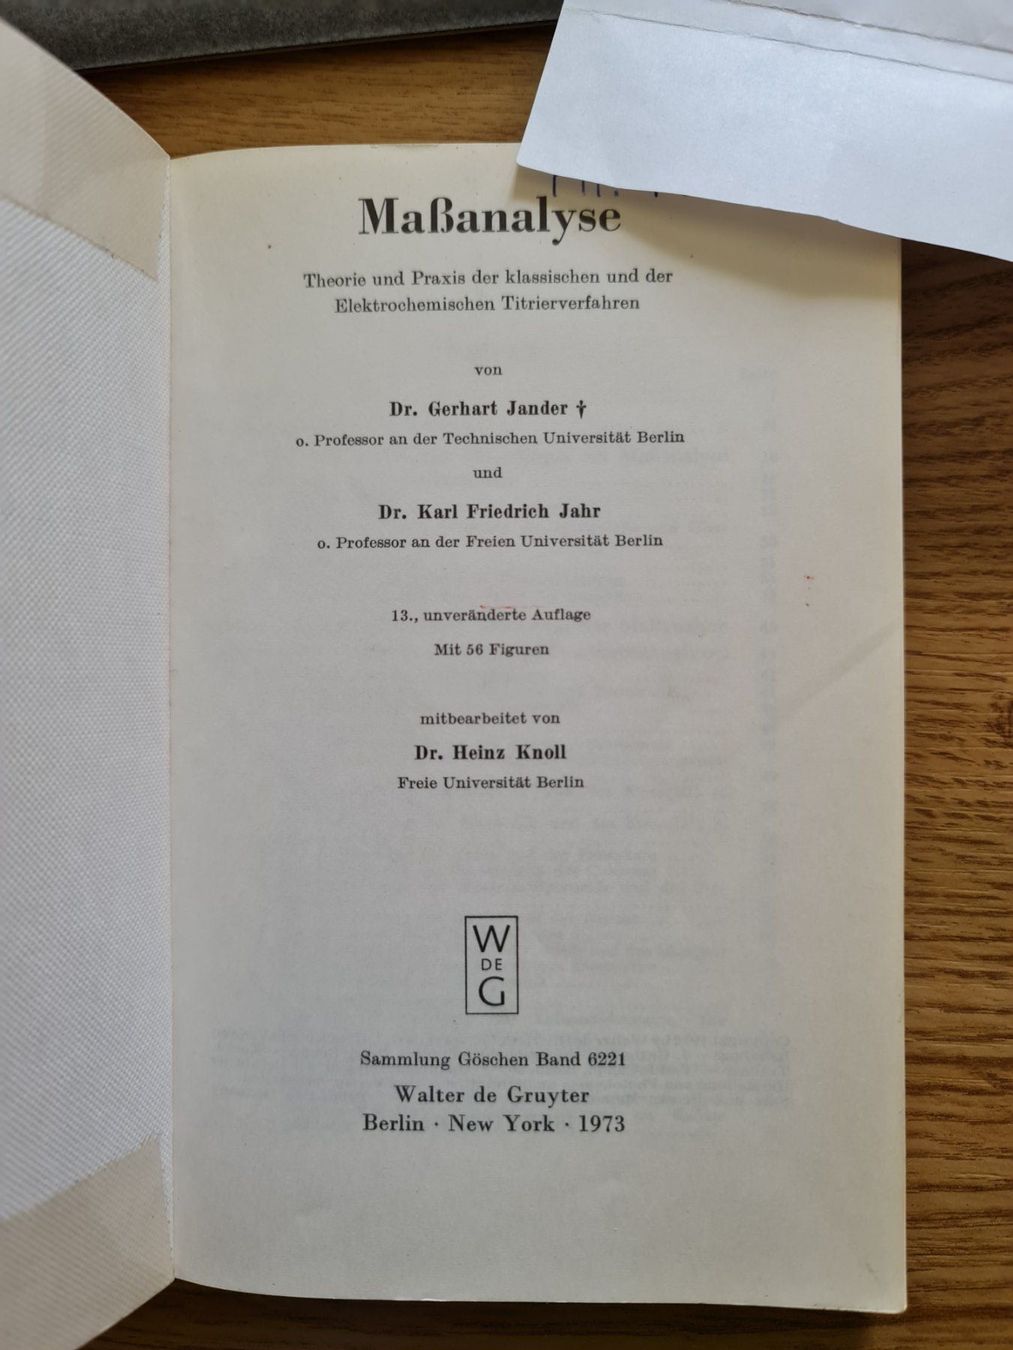 Maßanalyse
Theorie und Praxis der klassischen und der
Elektrochemischen Titrierverfahren
von
Dr. Gerhart Jander †
o. Professor an der Technischen Universität Berlin
und
Dr. Karl Friedrich Jahr
o. Professor an der Freien Universität Berlin
13., unveränderte Auflage
Mit 56 Figuren
mitbearbeitet von
Dr. Heinz Knoll
Freie Universität Berlin
W
DE
G
Sammlung Göschen Band 6221
Walter de Gruyter
Berlin · New York · 1973